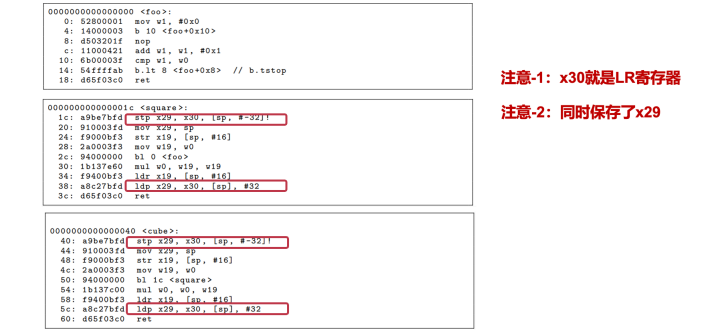 0000000000000000 <foo>:
0: 52800001 mov w1, #0x0
4: 14000003 b 10 <foo+0x10>
8: d503201f nop
c: 11000421 add w1, w1, #0x1
10: 6b00003f cmp w1, w0
14: 54ffffab b.lt 8 <foo+0x8> // b.tstop
18: d65f03c0 ret
注意-1：x30就是LR寄存器
注意-2：同时保存了x29
000000000000001c <square>:
1c: a9be7bfd stp x29, x30, [sp, #-32]!
20: 910003fd mov x29, sp
24: f9000bf3 str x19, [sp, #16]
28: 2a0003f3 mov w19, w0
2c: 94000000 bl 0 <foo>
30: 1b137e60 mul w0, w19, w19
34: f9400bf3 ldr x19, [sp, #16]
38: a8c27bfd ldp x29, x30, [sp], #32
3c: d65f03c0 ret
0000000000000040 <cube>:
40: a9be7bfd stp x29, x30, [sp, #-32]!
44: 910003fd mov x29, sp
48: f9000bf3 str x19, [sp, #16]
4c: 2a0003f3 mov w19, w0
50: 94000000 bl 1c <square>
54: 1b137c00 mul w0, w0, w19
58: f9400bf3 ldr x19, [sp, #16]
5c: a8c27bfd ldp x29, x30, [sp], #32
60: d65f03c0 ret